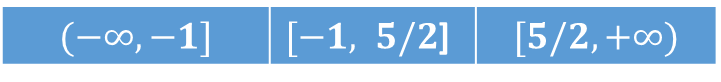 (−∞, −1] [−1, 5/2] [5/2, +∞)